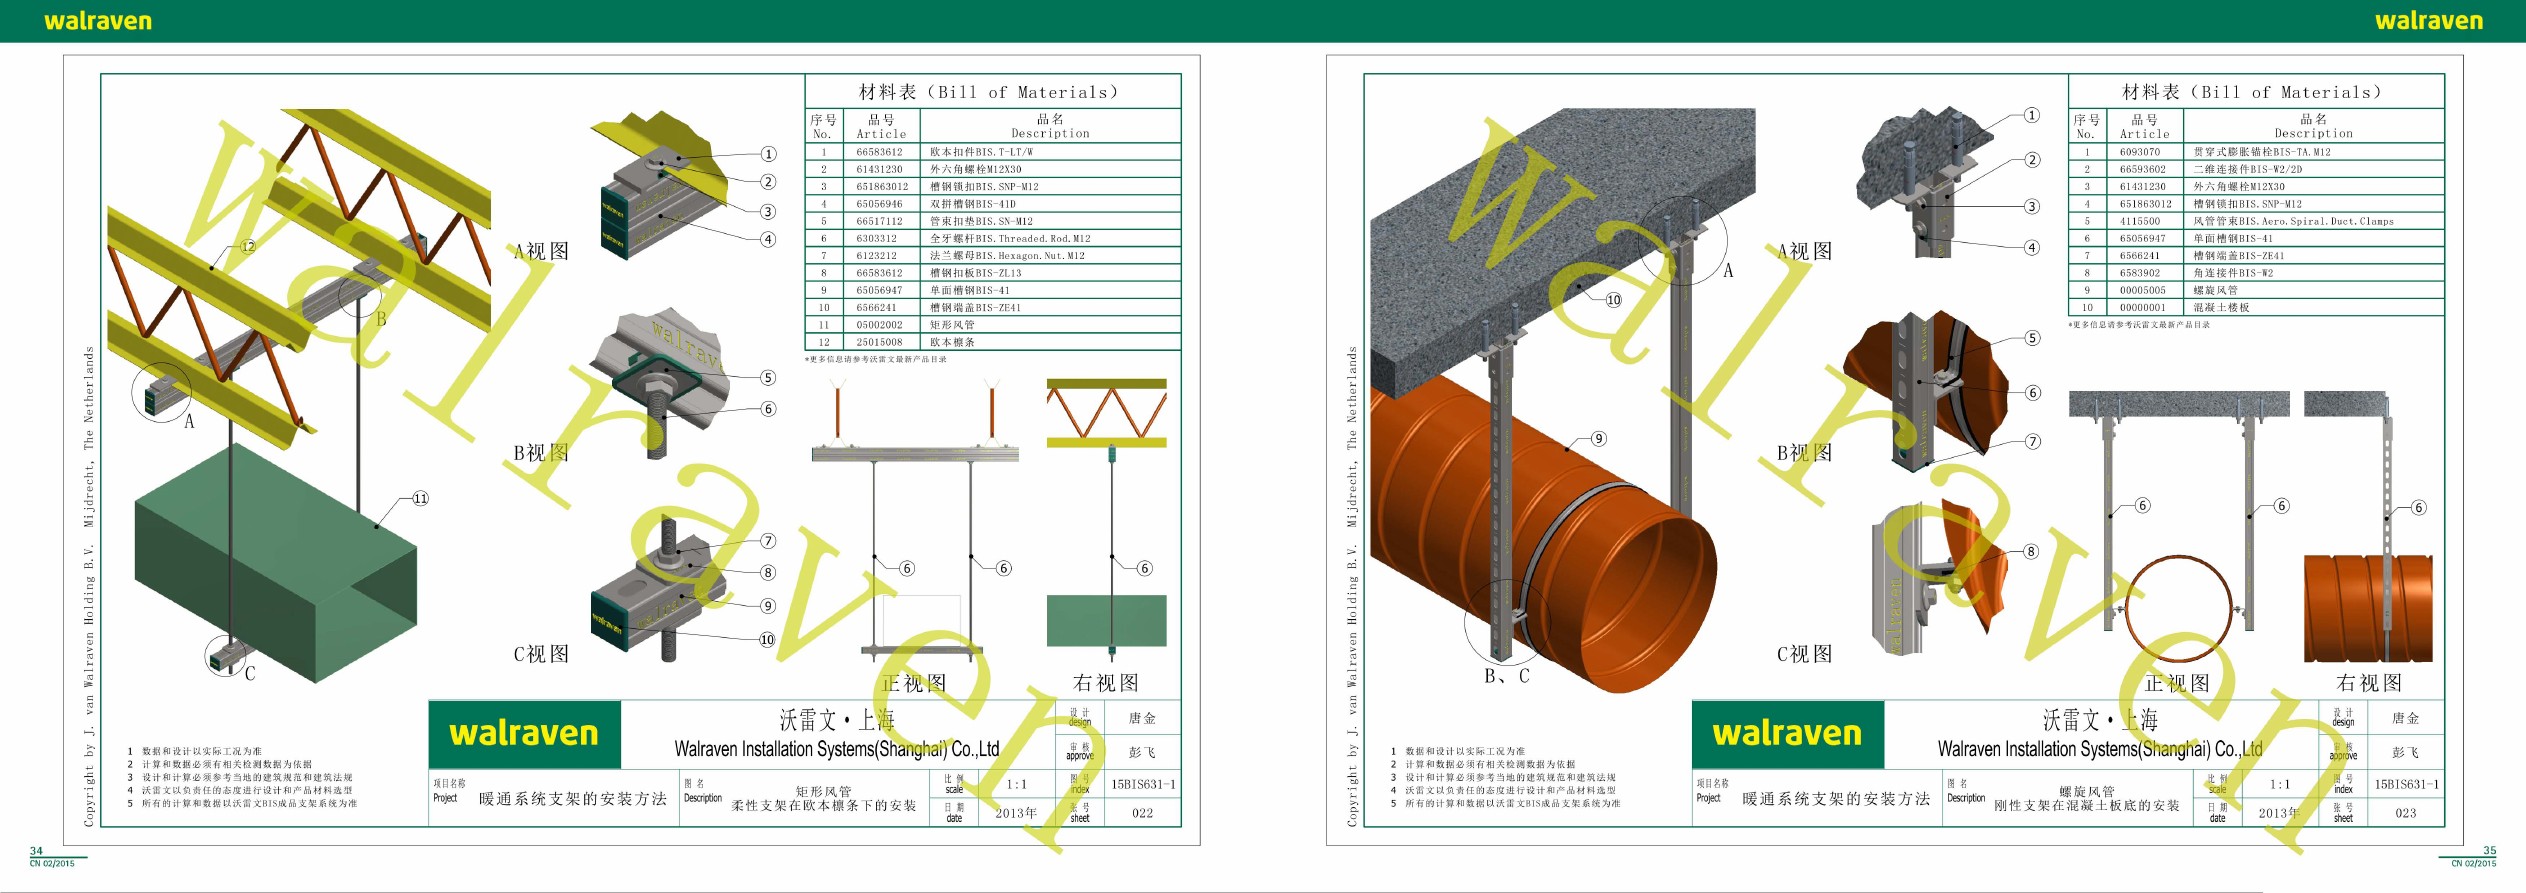 walraven
walraven
材料表（Bill of Materials）
序号 No. 品号 Article 品名 Description
1 66583612 欧本扣件BIS.T-LT/W
2 61431230 外六角螺栓M12X30
3 651863012 槽钢锁扣BIS.SNP-M12
4 65056946 双拼槽钢BIS-41D
5 66517112 管束扣垫BIS.SN-M12
6 6303312 全牙螺杆BIS.Threaded.Rod.M12
7 6123212 法兰螺母BIS.Hexagon.Nut.M12
8 66583612 槽钢扣板BIS-ZL13
9 65056947 单面槽钢BIS-41
10 6566241 槽钢端盖BIS-ZE41
11 05002002 矩形风管
12 25015008 欧本檩条
*更多信息请参考沃雷文最新产品目录
12
A
B
C
11
A视图
1
2
3
4
B视图
5
6
C视图
7
8
9
10
walraven
walraven
walraven
walraven
6
6
6
正视图
右视图
Copyright by J. van Walraven Holding B.V. Mijdrecht, The Netherlands
1 数据和设计以实际工况为准
2 计算和数据必须有相关检测数据为依据
3 设计和计算必须参考当地的建筑规范和建筑法规
4 沃雷文以负责任的态度进行设计和产品材料选型
5 所有的计算和数据以沃雷文BIS成品支架系统为准
walraven
沃雷文·上海
Walraven Installation Systems(Shanghai) Co.,Ltd
设计 design 唐金
审核 approve 彭飞
项目名称 Project 暖通系统支架的安装方法
图名 Description 矩形风管
柔性支架在欧本檩条下的安装
比例 scale 1:1
图号 index 15BIS631-1
日期 date 2013年
张号 sheet 022
walraven
34
CN 02/2015
材料表（Bill of Materials）
序号 No. 品号 Article 品名 Description
1 6093070 贯穿式膨胀锚栓BIS-TA.M12
2 66593602 二维连接件BIS-W2/2D
3 61431230 外六角螺栓M12X30
4 651863012 槽钢锁扣BIS.SNP-M12
5 4115500 风管管束BIS.Aero.Spiral.Duct.Clamps
6 65056947 单面槽钢BIS-41
7 6566241 槽钢端盖BIS-ZE41
8 6583902 角连接件BIS-W2
9 00005005 螺旋风管
10 00000001 混凝土楼板
*更多信息请参考沃雷文最新产品目录
A
10
9
B、C
A视图
1
2
3
4
B视图
5
6
7
C视图
8
walraven
6
6
6
正视图
右视图
Copyright by J. van Walraven Holding B.V. Mijdrecht, The Netherlands
1 数据和设计以实际工况为准
2 计算和数据必须有相关检测数据为依据
3 设计和计算必须参考当地的建筑规范和建筑法规
4 沃雷文以负责任的态度进行设计和产品材料选型
5 所有的计算和数据以沃雷文BIS成品支架系统为准
walraven
沃雷文·上海
Walraven Installation Systems(Shanghai) Co.,Ltd
设计 design 唐金
审核 approve 彭飞
项目名称 Project 暖通系统支架的安装方法
图名 Description 螺旋风管
刚性支架在混凝土板底的安装
比例 scale 1:1
图号 index 15BIS631-1
日期 date 2013年
张号 sheet 023
walraven
35
CN 02/2015